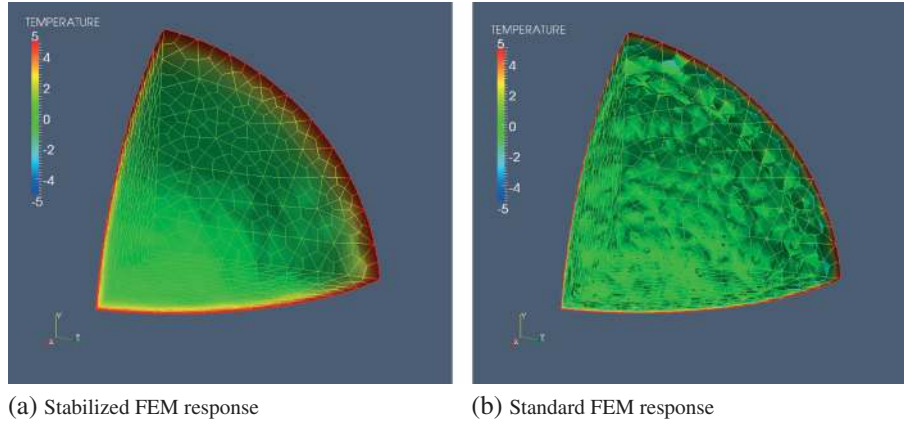 TEMPERATURE
5
4
2
0
-2
-4
-5
Y
Z
TEMPERATURE
5.
4
2
0
-2
-4
-5
Y
(a) Stabilized FEM response
(b) Standard FEM response